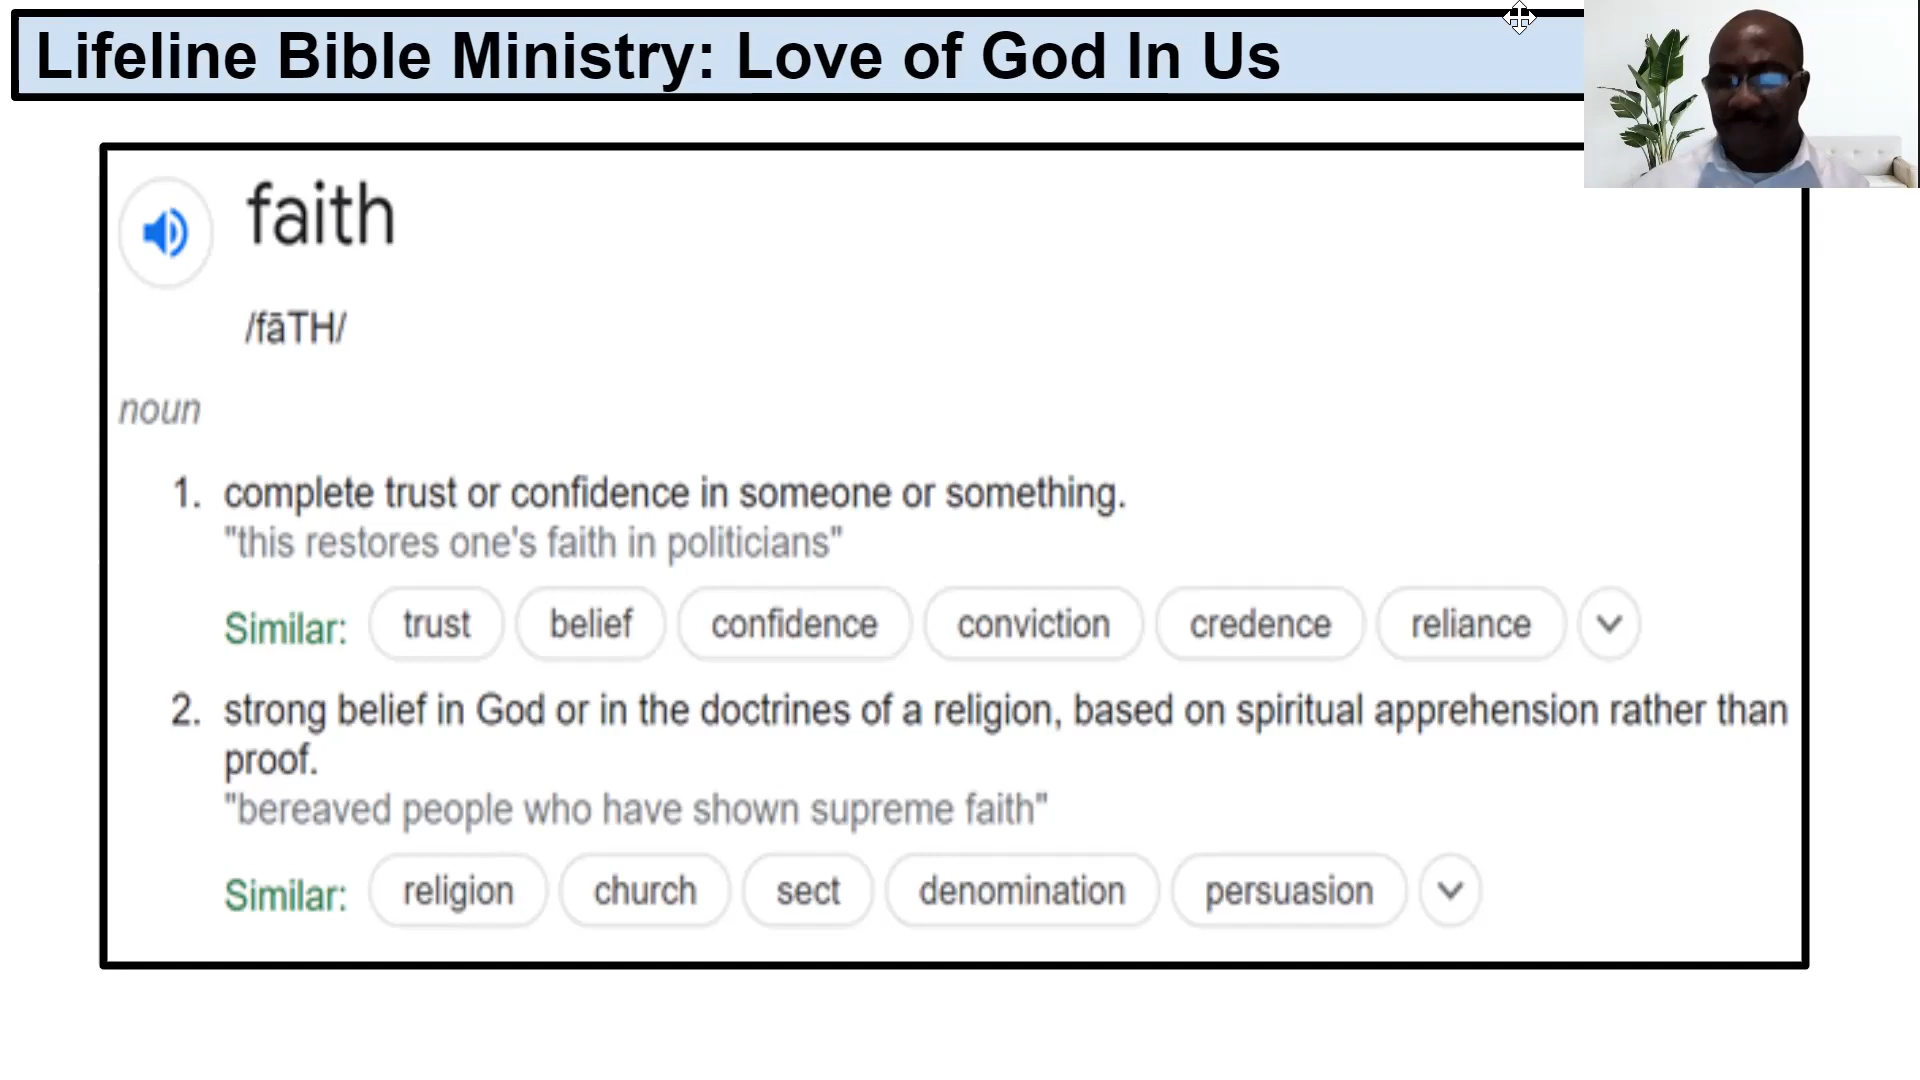 Lifeline Bible Ministry: Love of God In Us
faith
/fāTH/
noun
1. complete trust or confidence in someone or something.
"this restores one's faith in politicians"
Similar: trust belief confidence conviction credence reliance
2. strong belief in God or in the doctrines of a religion, based on spiritual apprehension rather than
proof.
"bereaved people who have shown supreme faith"
Similar: religion church sect denomination persuasion